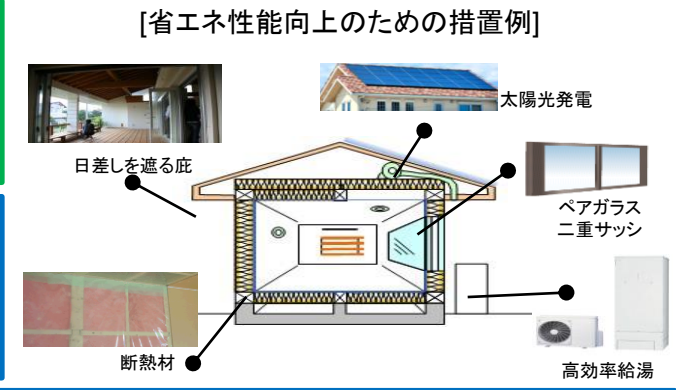 [省エネ性能向上のための措置例]
太陽光発電
日差しを遮る庇
ペアガラス
二重サッシ
断熱材
高効率給湯